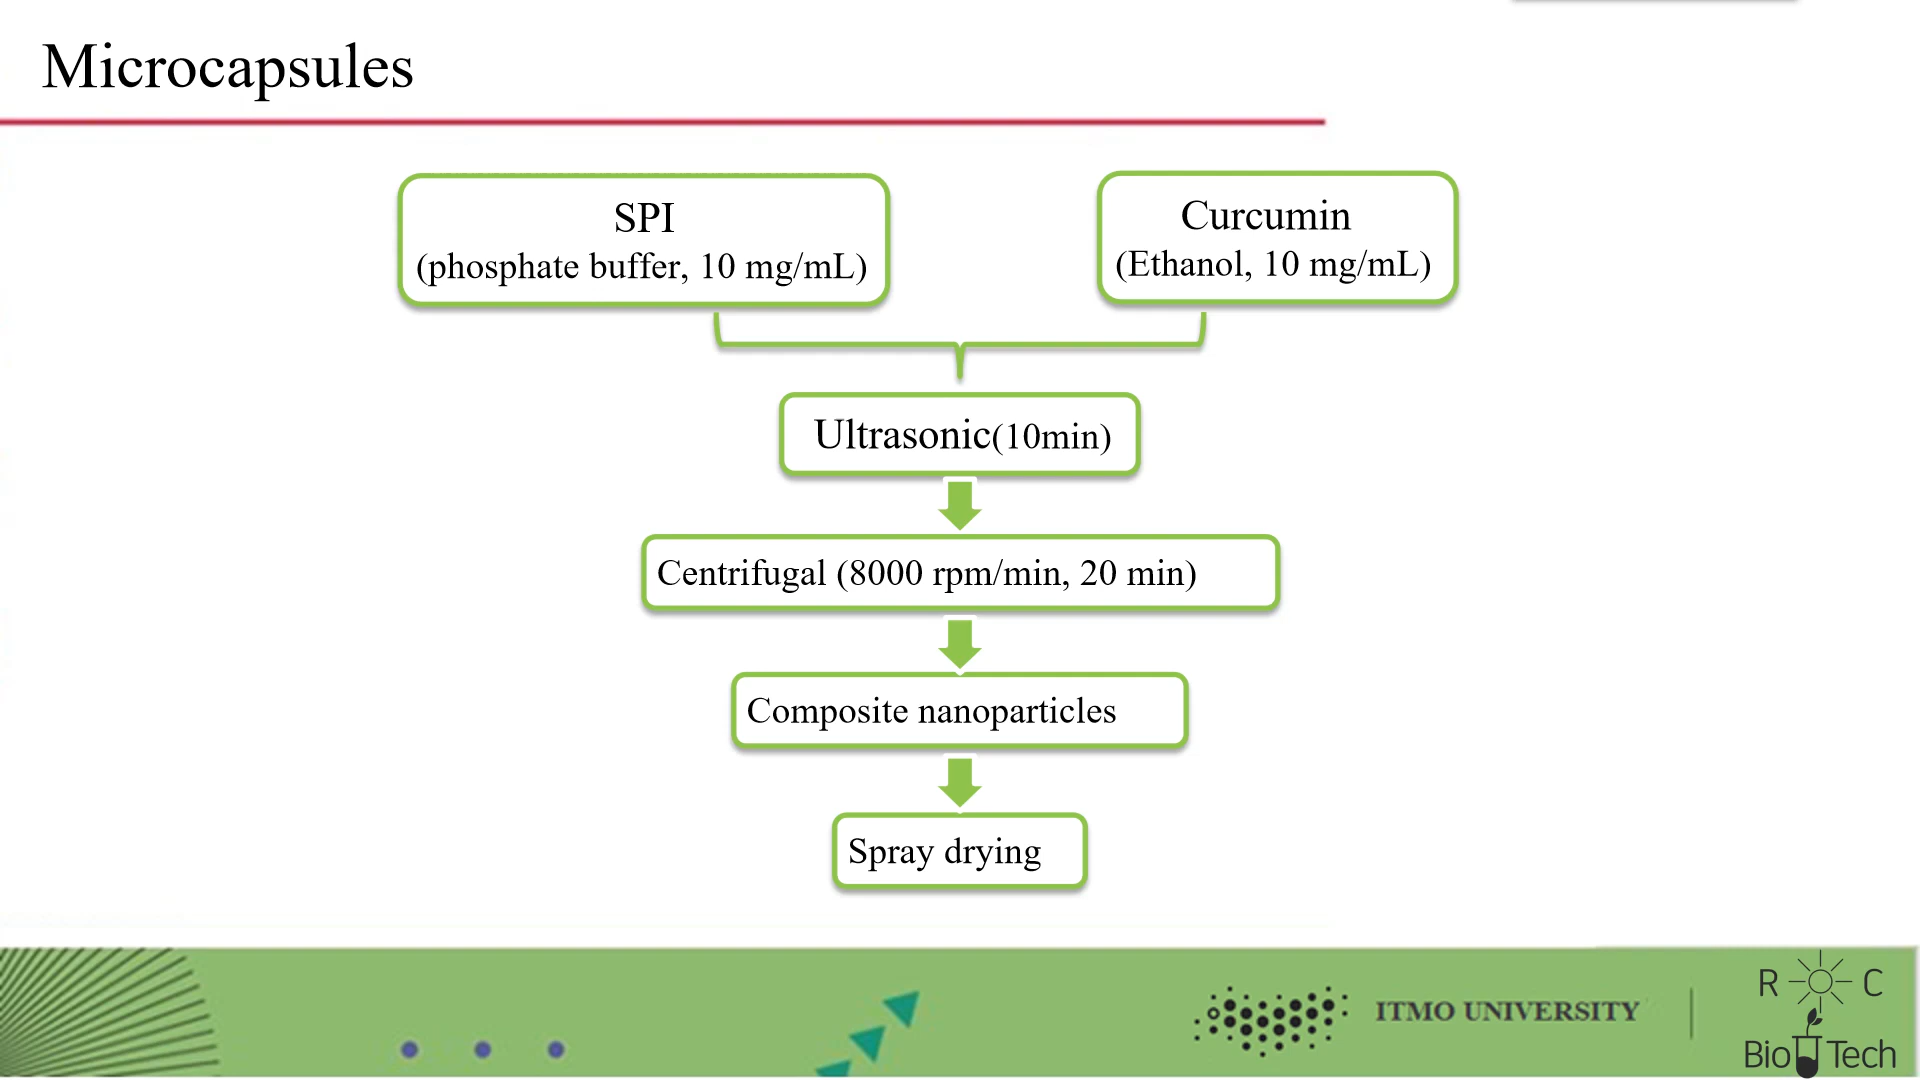 Microcapsules
SPI
(phosphate buffer, 10 mg/mL)
Curcumin
(Ethanol, 10 mg/mL)
Ultrasonic(10min)
Centrifugal (8000 rpm/min, 20 min)
Composite nanoparticles
Spray drying
ITMO UNIVERSITY
R C
Bio Tech